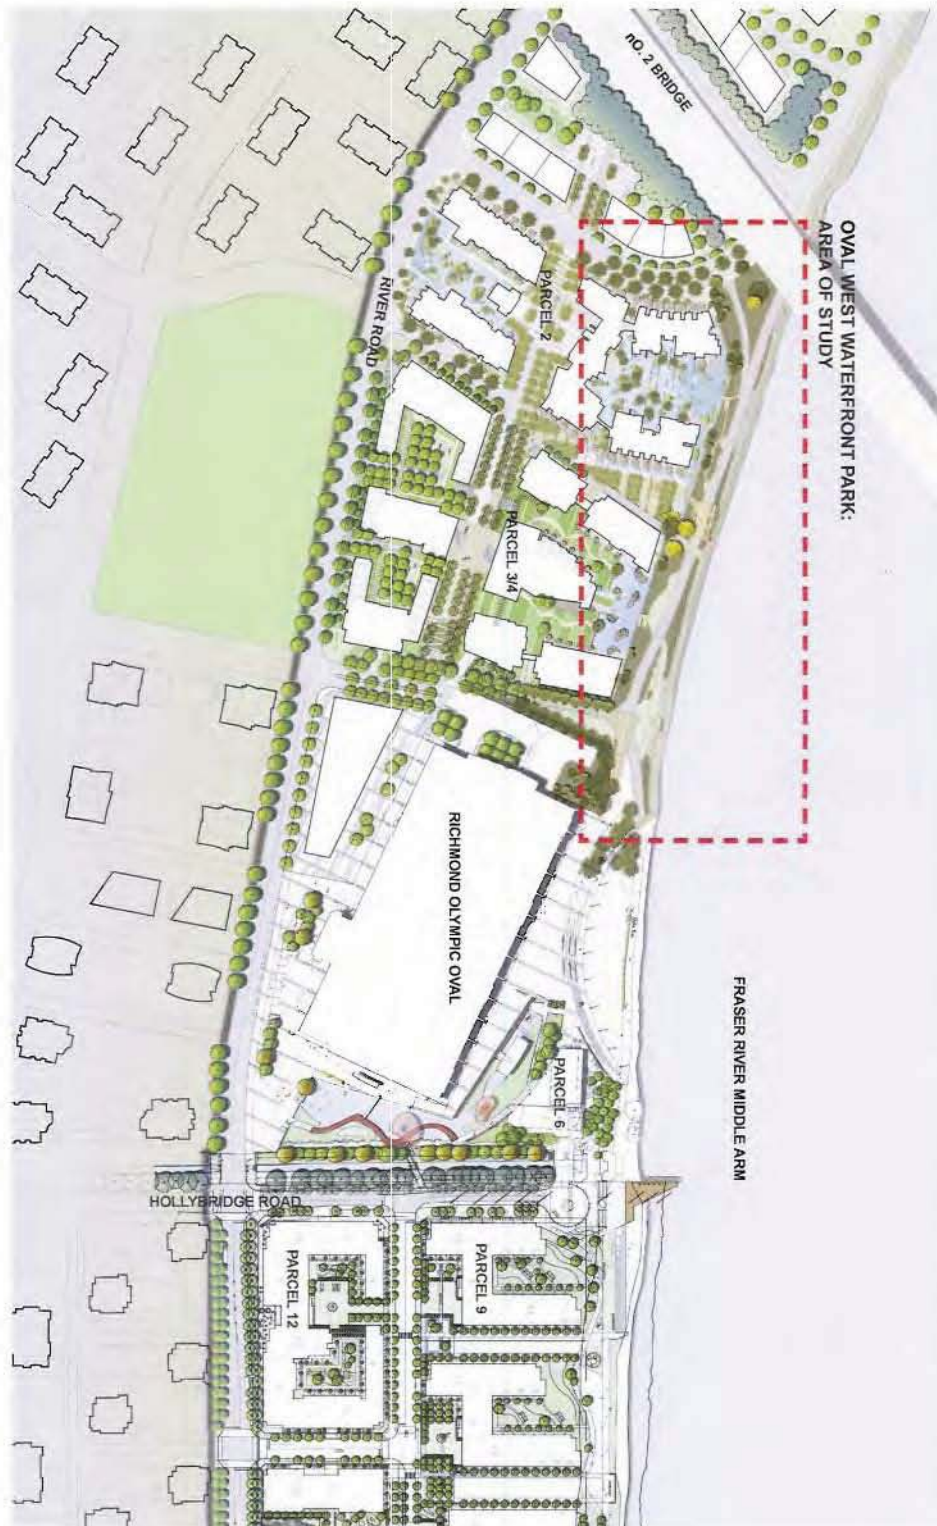 nO. 2 BRIDGE
OVAL WEST WATERFRONT PARK:
AREA OF STUDY
PARCEL 2
RIVER ROAD
PARCEL 3/4
RICHMOND OLYMPIC OVAL
FRASER RIVER MIDDLE ARM
PARCEL 6
HOLLYBRIDGE ROAD
PARCEL 9
PARCEL 12